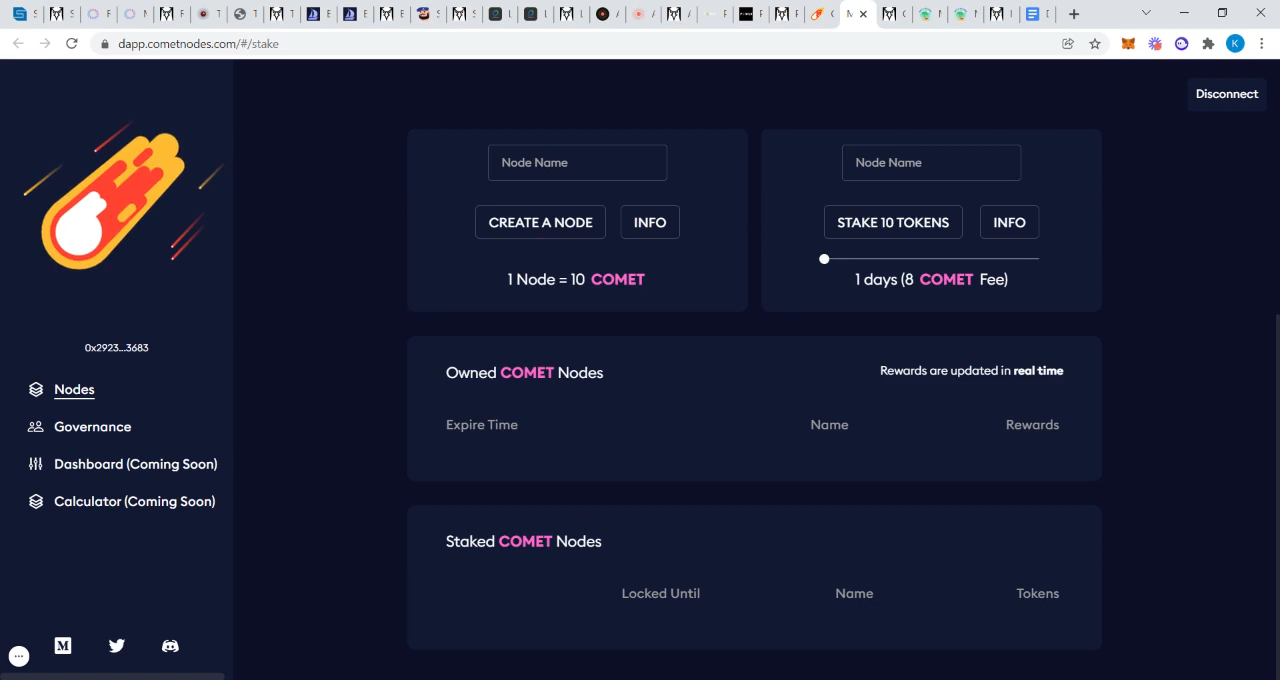 dapp.cometnodes.com/#/stake
K
Disconnect
Node Name
CREATE A NODE INFO
1 Node = 10 COMET
Node Name
STAKE 10 TOKENS INFO
1 days (8 COMET Fee)
0x2923...3683
Nodes
Governance
Dashboard (Coming Soon)
Calculator (Coming Soon)
Owned COMET Nodes
Rewards are updated in real time
Expire Time Name Rewards
Staked COMET Nodes
Locked Until Name Tokens
M